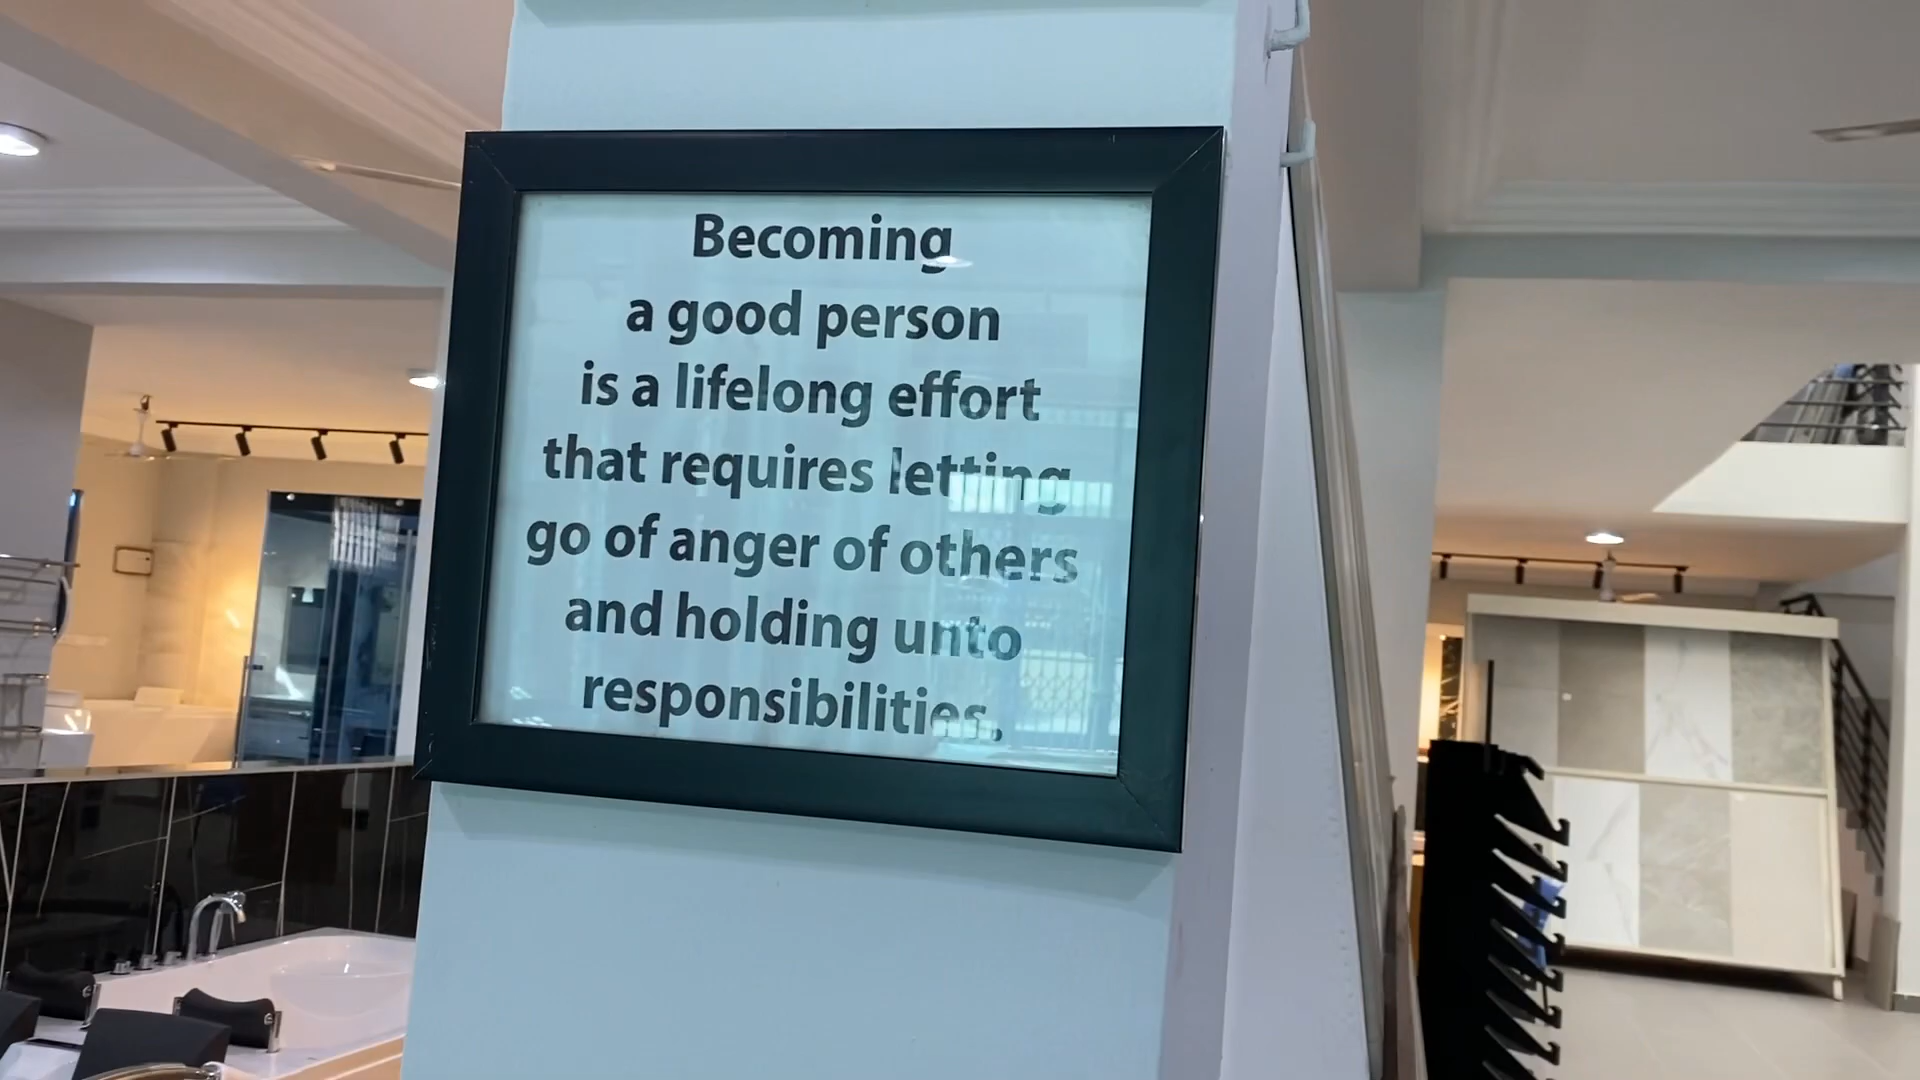 Becoming
a good person
is a lifelong effort
that requires letting
go of anger of others
and holding unto
responsibilities.